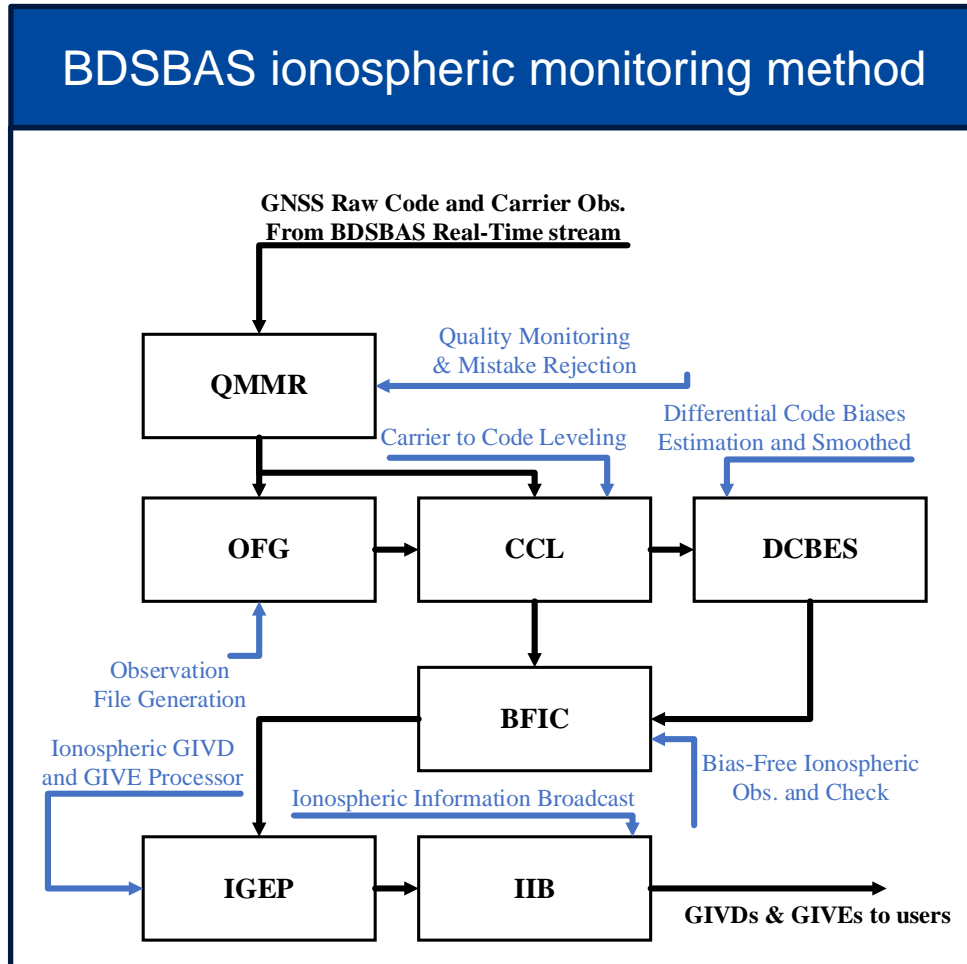 BDSBAS ionospheric monitoring method
GNSS Raw Code and Carrier Obs.
From BDSBAS Real-Time stream
Quality Monitoring
& Mistake Rejection
QMMR
Differential Code Biases
Estimation and Smoothed
Carrier to Code Leveling
OFG
CCL
DCBES
Observation
File Generation
BFIC
Ionospheric GIVD
and GIVE Processor
Bias-Free Ionospheric
Obs. and Check
Ionospheric Information Broadcast
IGEP
IIB
GIVDs & GIVEs to users